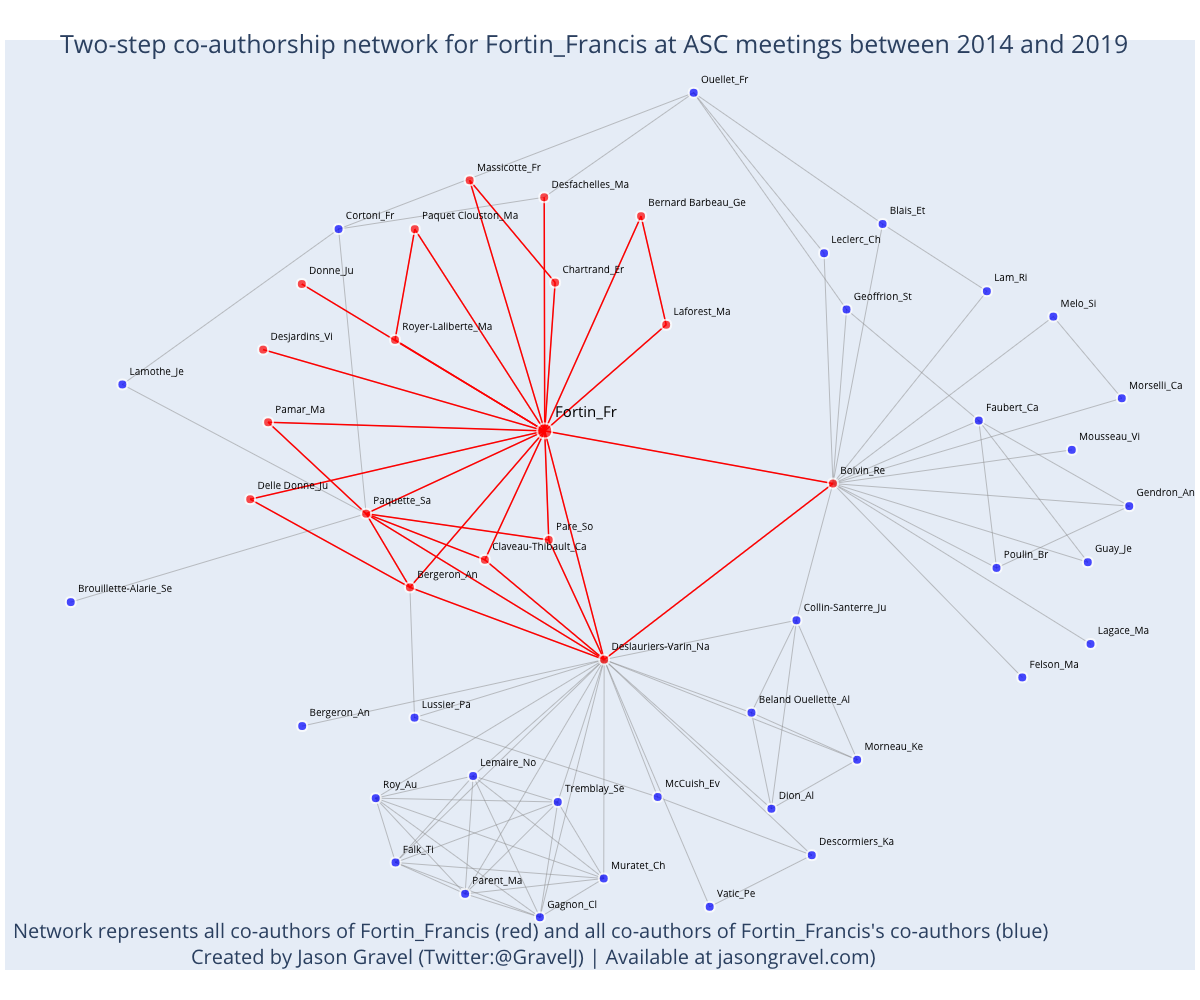 Two-step co-authorship network for Fortin_Francis at ASC meetings between 2014 and 2019
Ouellet_Fr
Massicotte_Fr
Desfachelles_Ma
Bernard Barbeau_Ge
Cortoni_Fr
Paquet Clouston_Ma
Blais_Et
Leclerc_Ch
Donne_Ju
Chartrand_Er
Lam_Ri
Geoffrion_St
Melo_Si
Laforest_Ma
Royer-Laliberte_Ma
Desjardins_Vi
Lamothe_Je
Morselli_Ca
Pamar_Ma
Fortin_Fr
Faubert_Ca
Mousseau_Vi
Boivin_Re
Delle Donne_Ju
Gendron_An
Paquette_Sa
Pare_So
Claveau-Thibault_Ca
Poulin_Br
Guay_Je
Bergeron_An
Brouillette-Alarie_Se
Collin-Santerre_Ju
Lagace_Ma
Deslauriers-Varin_Na
Felson_Ma
Beland Ouellette_Al
Lussier_Pa
Bergeron_An
Morneau_Ke
Lemaire_No
Roy_Au
Tremblay_Se
McCuish_Ev
Dion_Al
Descormiers_Ka
Falk_Ti
Muratet_Ch
Parent_Ma
Vatic_Pe
Gagnon_Cl
Network represents all co-authors of Fortin_Francis (red) and all co-authors of Fortin_Francis's co-authors (blue)
Created by Jason Gravel (Twitter:@GravelJ) | Available at jasongravel.com)